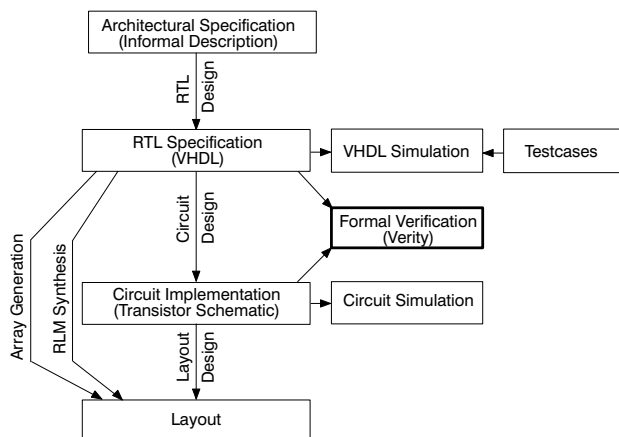 Architectural Specification
(Informal Description)
RTL
Design
RTL Specification
(VHDL)
VHDL Simulation
Testcases
Circuit
Design
Formal Verification
(Verity)
Array Generation
RLM Synthesis
Circuit Implementation
(Transistor Schematic)
Circuit Simulation
Layout
Design
Layout